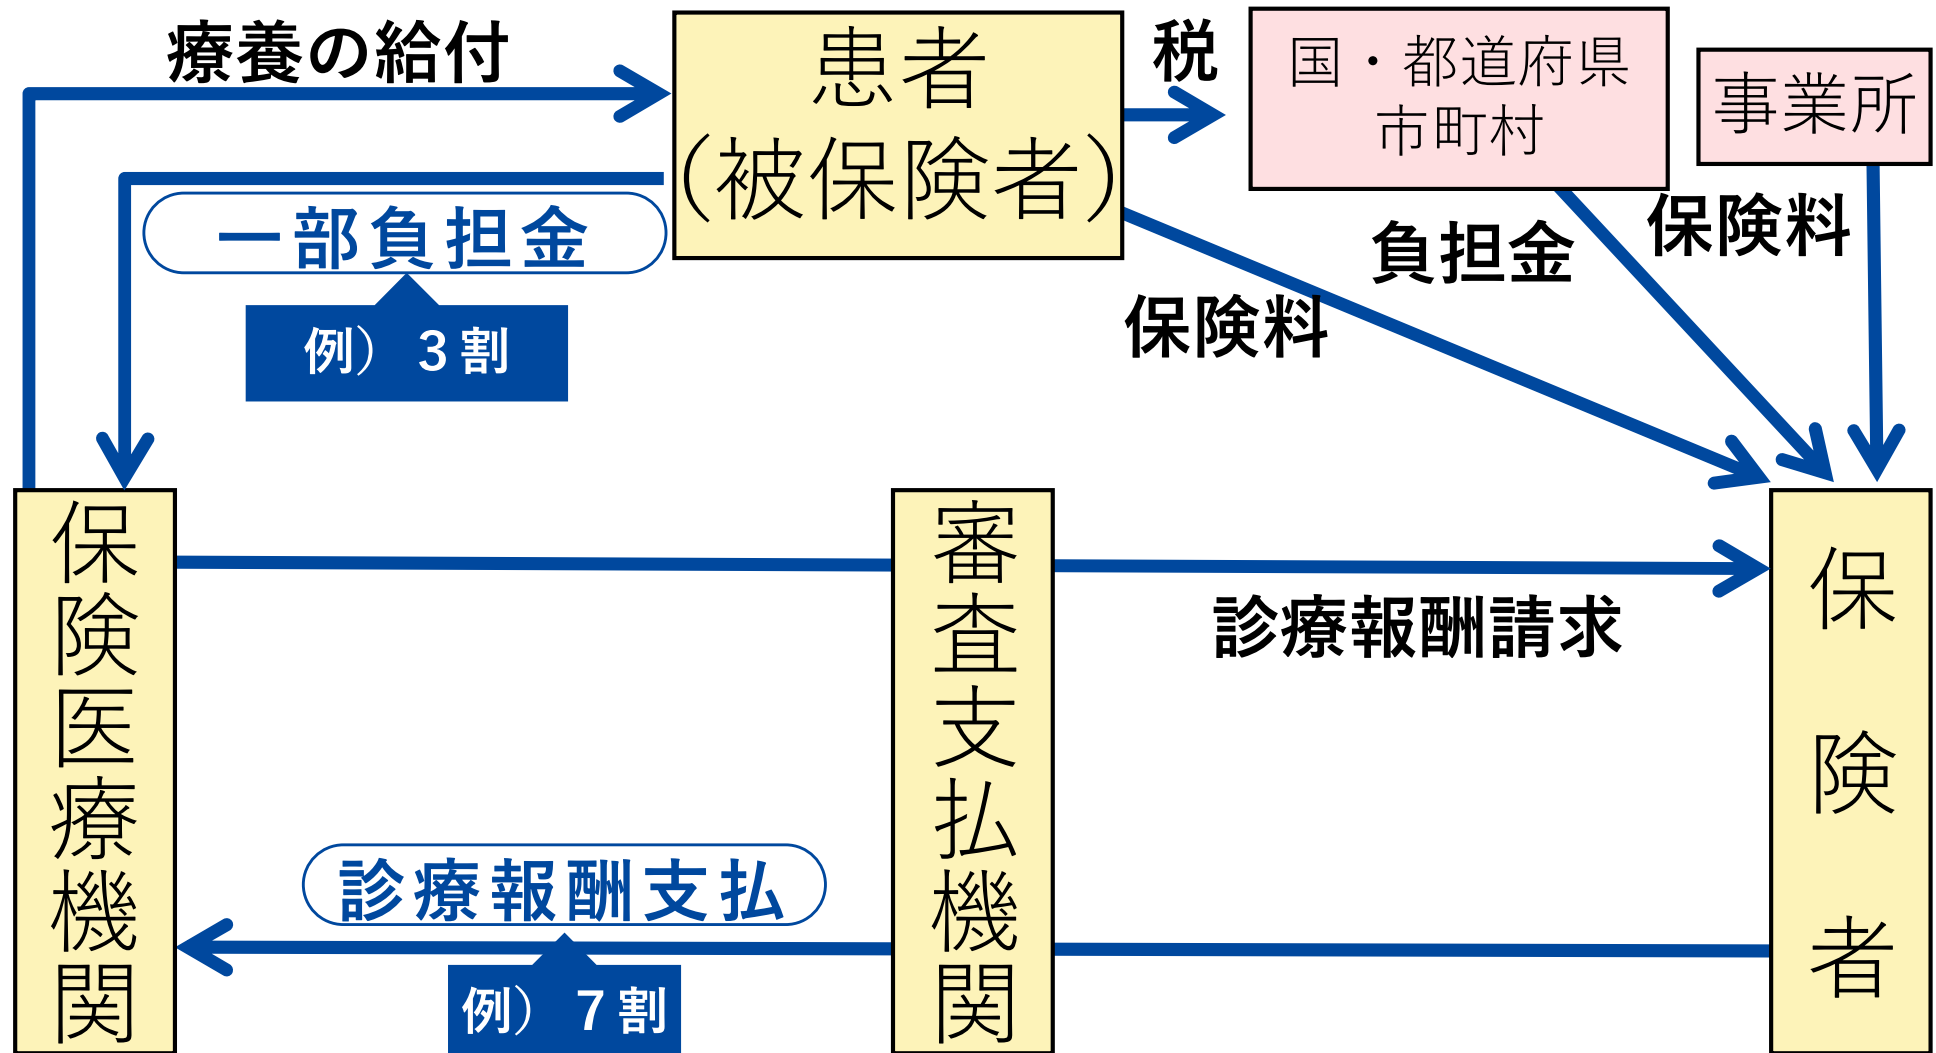 療養の給付
患者
（被保険者）
税
国・都道府県
市町村
事業所
一部負担金
例）３割
保険料
負担金
保険料
保険医療機関
審査支払機関
保険者
診療報酬請求
診療報酬支払
例）７割